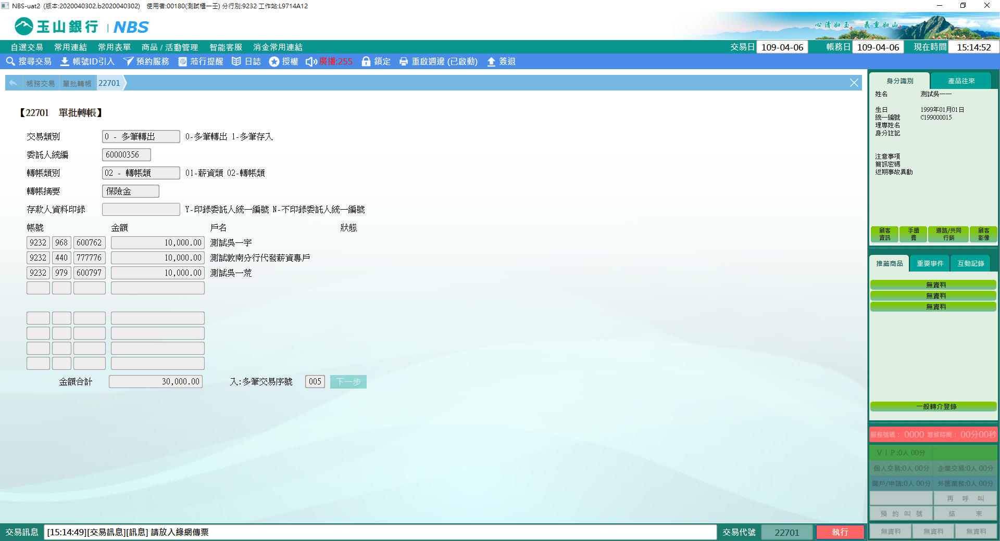 NBS-uat2 (版本:2020040302.b2020040302) 使用者:00180(測試櫃一王) 分行別:9232 工作站:L9714A12
玉山銀行 | NBS
心清如玉 義重如山
自選交易 常用連結 常用表單 商品 / 活動管理 智能客服 消金常用連結 交易日 109-04-06 帳務日 109-04-06 現在時間 15:14:52
搜尋交易 帳號ID引入 預約服務 蒞行提醒 日誌 授權 廣播:255 鎖定 重啟週邊 (已啟動) 簽退
帳務交易 單批轉帳 22701
【22701 單批轉帳】
交易類別 0 - 多筆轉出 0-多筆轉出 1-多筆存入
委託人統編 60000356
轉帳類別 02 - 轉帳類 01-薪資類 02-轉帳類
轉帳摘要 保險金
存款人資料印錄 Y-印錄委託人統一編號 N-不印錄委託人統一編號
帳號 金額 戶名 狀態
9232 968 600762 10,000.00 測試吳一宇
9232 440 777776 10,000.00 測試敦南分行代發薪資專戶
9232 979 600797 10,000.00 測試吳一荒
金額合計 30,000.00 入:多筆交易序號 005 下一步
身分識別 產品往來
姓名 測試吳一一
生日 1999年01月01日
統一編號 C199000015
理專姓名
身分註記
注意事項
簡訊密碼
近期事故異動
顧客資訊 手續費 通路/共同行銷 顧客影像
推薦商品 重要事件 互動記錄
無資料
無資料
無資料
一般轉介登錄
服務號碼： 0000 等候時間： 00分00秒
ＶＩＰ:0人 00分
個人交易:0人 00分 企業交易:0人 00分
開戶/申請:0人 00分 外匯業務:0人 00分
再 呼 叫
預 約 叫 號 結 束
無資料 無資料 無資料
交易訊息 [15:14:49][交易訊息][訊息] 請放入綠網傳票 交易代號 22701 執行